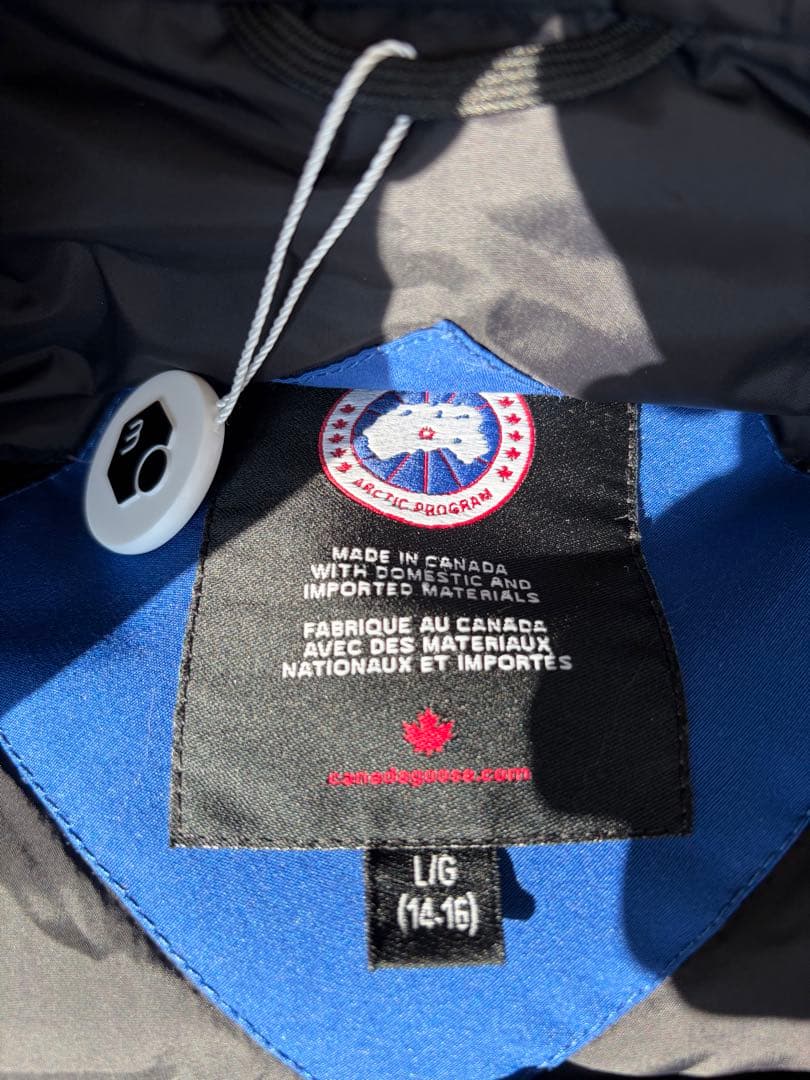 ARCTIC PROGRAM
MADE IN CANADA
WITH DOMESTIC AND
IMPORTED MATERIALS
FABRIQUE AU CANADA
AVEC DES MATERIAUX
NATIONAUX ET IMPORTÉS
canadagoose.com
L/G
(14-16)